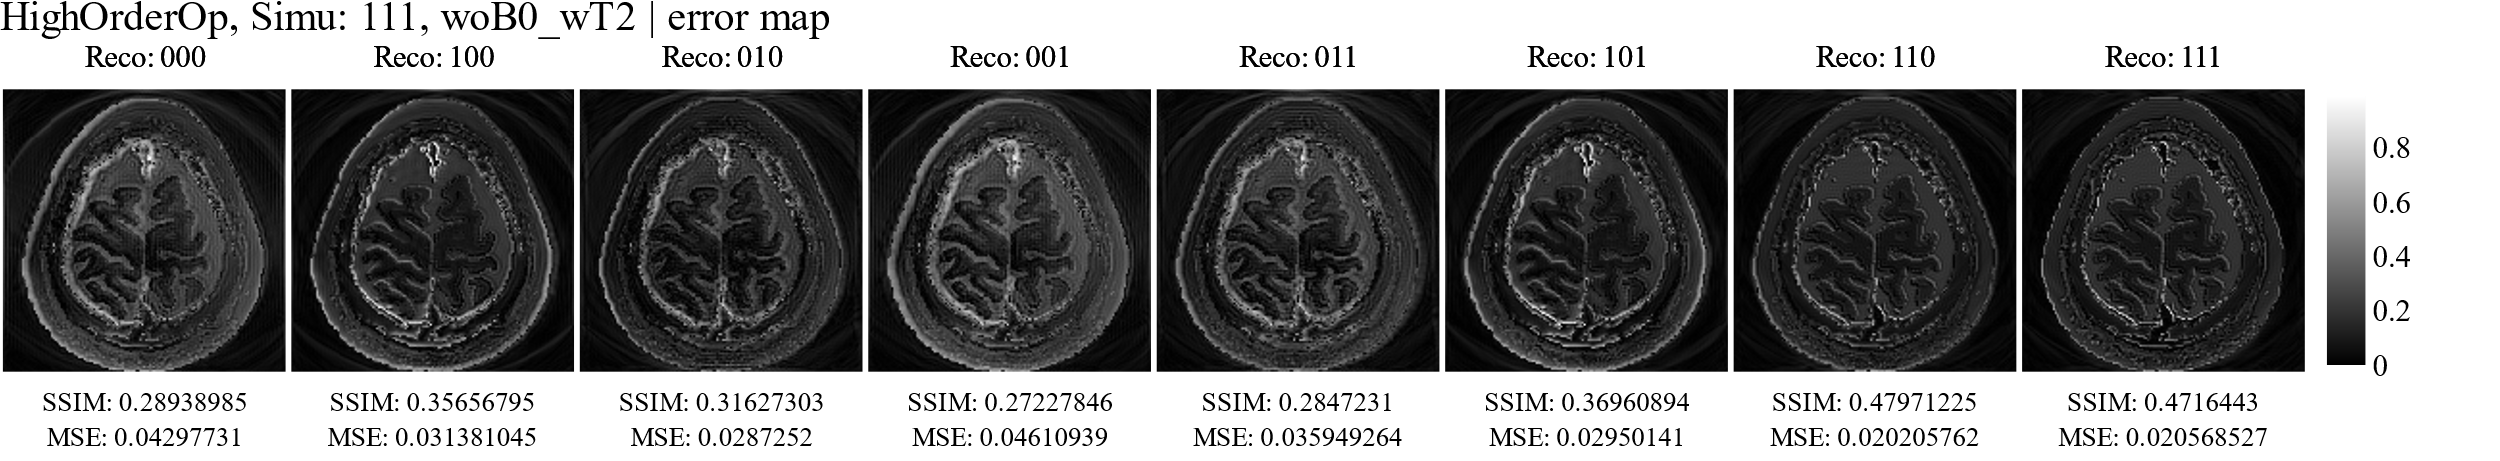 HighOrderOp, Simu: 111, woB0_wT2 | error map
Reco: 000 Reco: 100 Reco: 010 Reco: 001 Reco: 011 Reco: 101 Reco: 110 Reco: 111
0.8
0.6
0.4
0.2
0
SSIM: 0.28938985 SSIM: 0.35656795 SSIM: 0.31627303 SSIM: 0.27227846 SSIM: 0.2847231 SSIM: 0.36960894 SSIM: 0.47971225 SSIM: 0.4716443
MSE: 0.04297731 MSE: 0.031381045 MSE: 0.0287252 MSE: 0.04610939 MSE: 0.035949264 MSE: 0.02950141 MSE: 0.020205762 MSE: 0.020568527